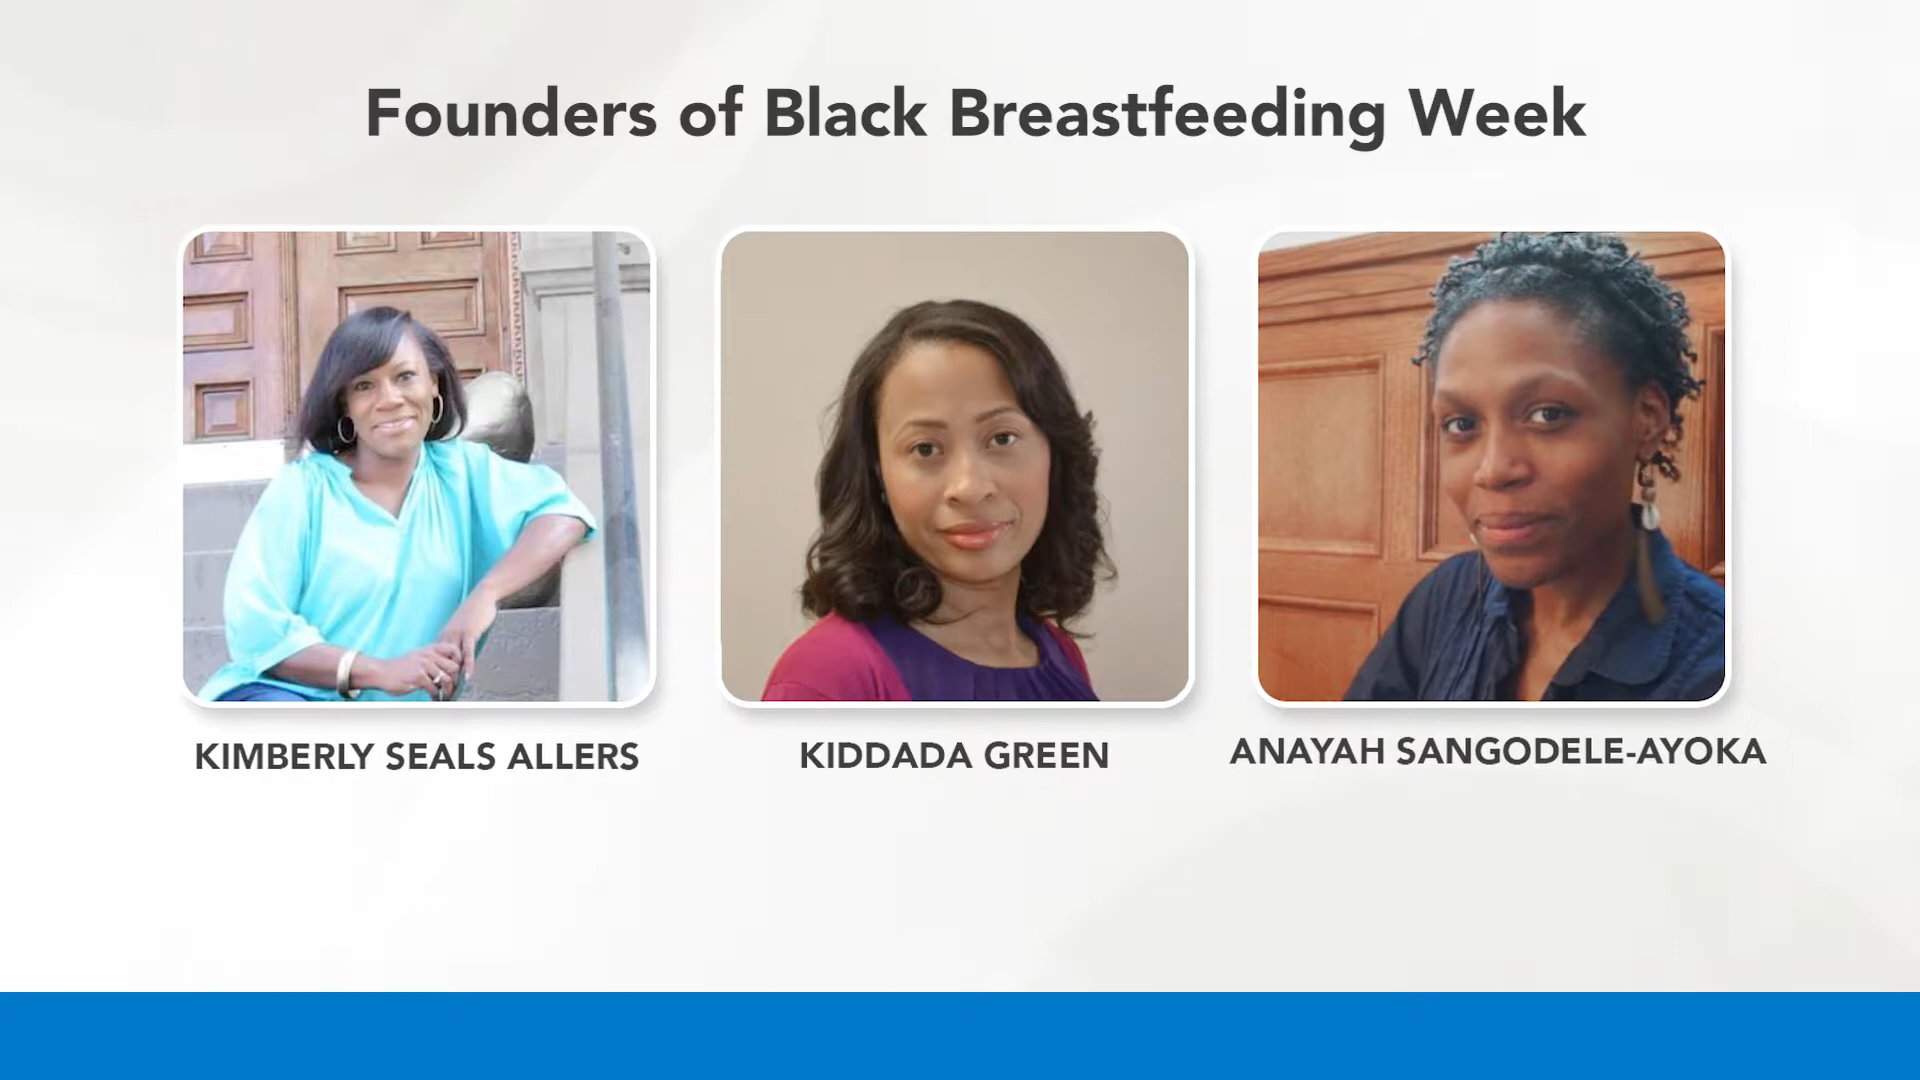 Founders of Black Breastfeeding Week
KIMBERLY SEALS ALLERS
KIDDADA GREEN
ANAYAH SANGODELE-AYOKA